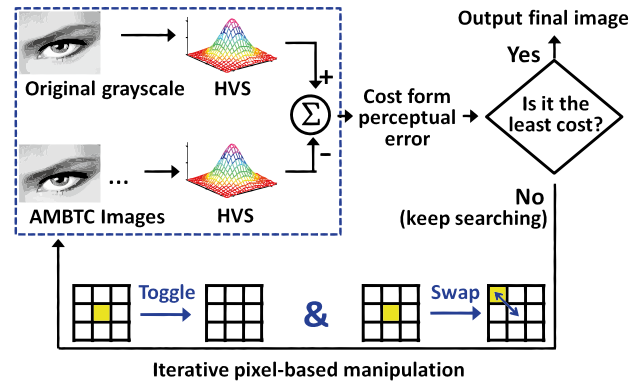 Output final image
Original grayscale
HVS
+
Σ
-
Cost form
perceptual
error
Yes
Is it the
least cost?
...
AMBTC Images
HVS
No
(keep searching)
Toggle
&
Swap
Iterative pixel-based manipulation